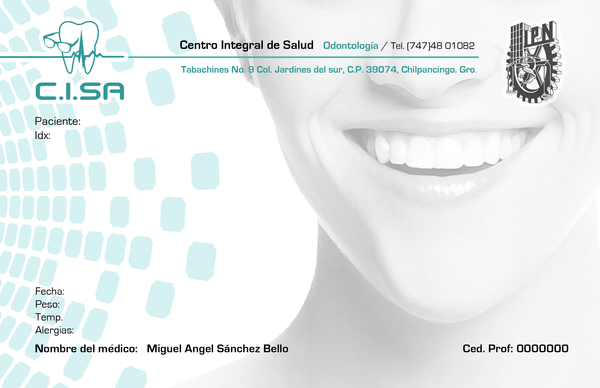 Centro Integral de Salud Odontología / Tel. (747)48 01082
IPN
Tabachines No. 9 Col. Jardines del sur, C.P. 39074, Chilpancingo. Gro.
C.I.SA
Paciente:
Idx:
Fecha:
Peso:
Temp.
Alergias:
Nombre del médico: Miguel Angel Sánchez Bello
Ced. Prof: 0000000